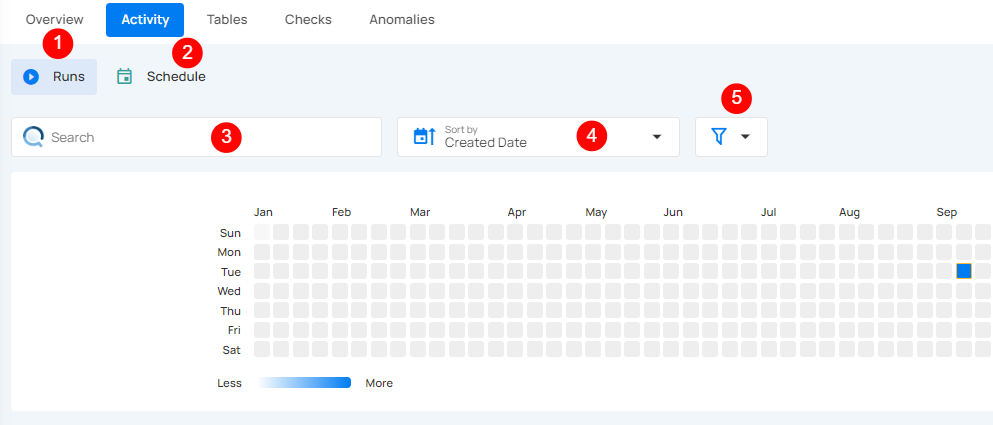 Overview Activity Tables Checks Anomalies
1 2
Runs Schedule
5
Search 3 Sort by 4
Created Date
Jan Feb Mar Apr May Jun Jul Aug Sep
Sun
Mon
Tue
Wed
Thu
Fri
Sat
Less More